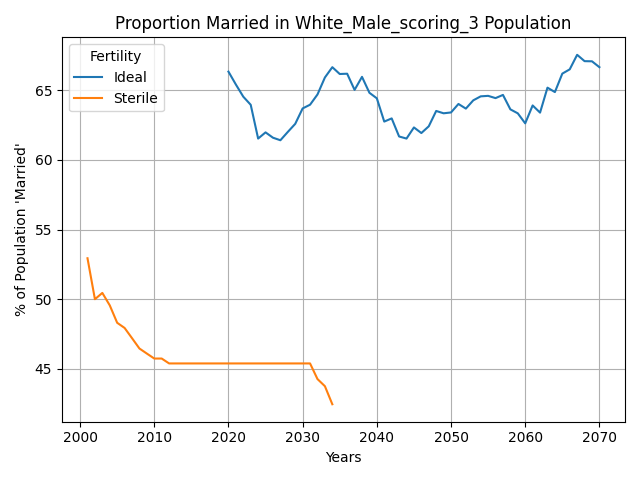 Proportion Married in White_Male_scoring_3 Population
Fertility
Ideal
Sterile
% of Population 'Married'
65
60
55
50
45
2000 2010 2020 2030 2040 2050 2060 2070
Years